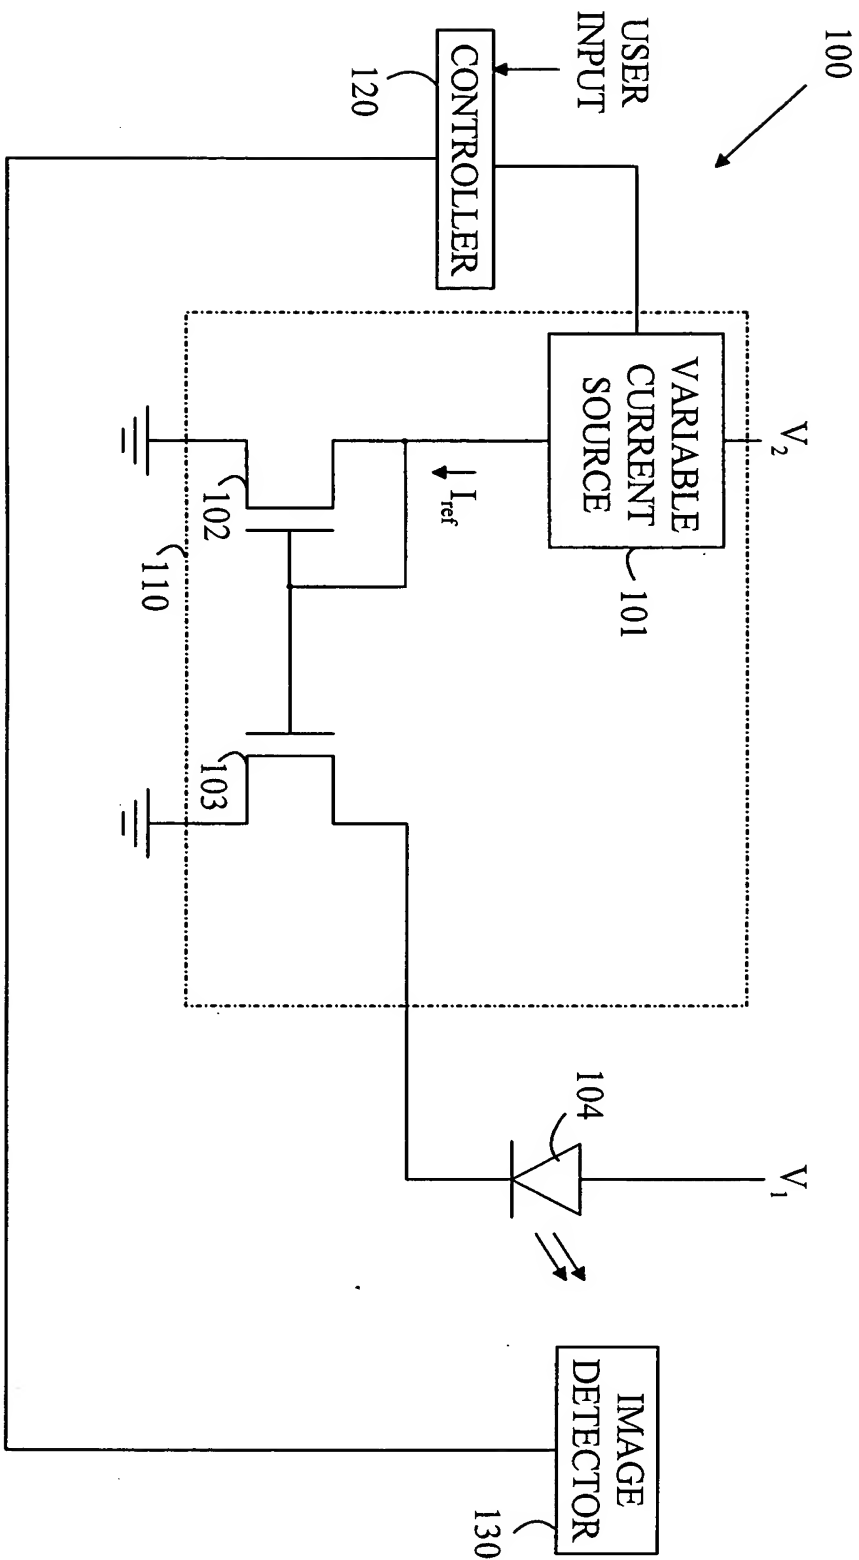 100
USER
INPUT
CONTROLLER
120
V2
VARIABLE
CURRENT
SOURCE
101
Iref
102
110
103
V1
104
IMAGE
DETECTOR
130